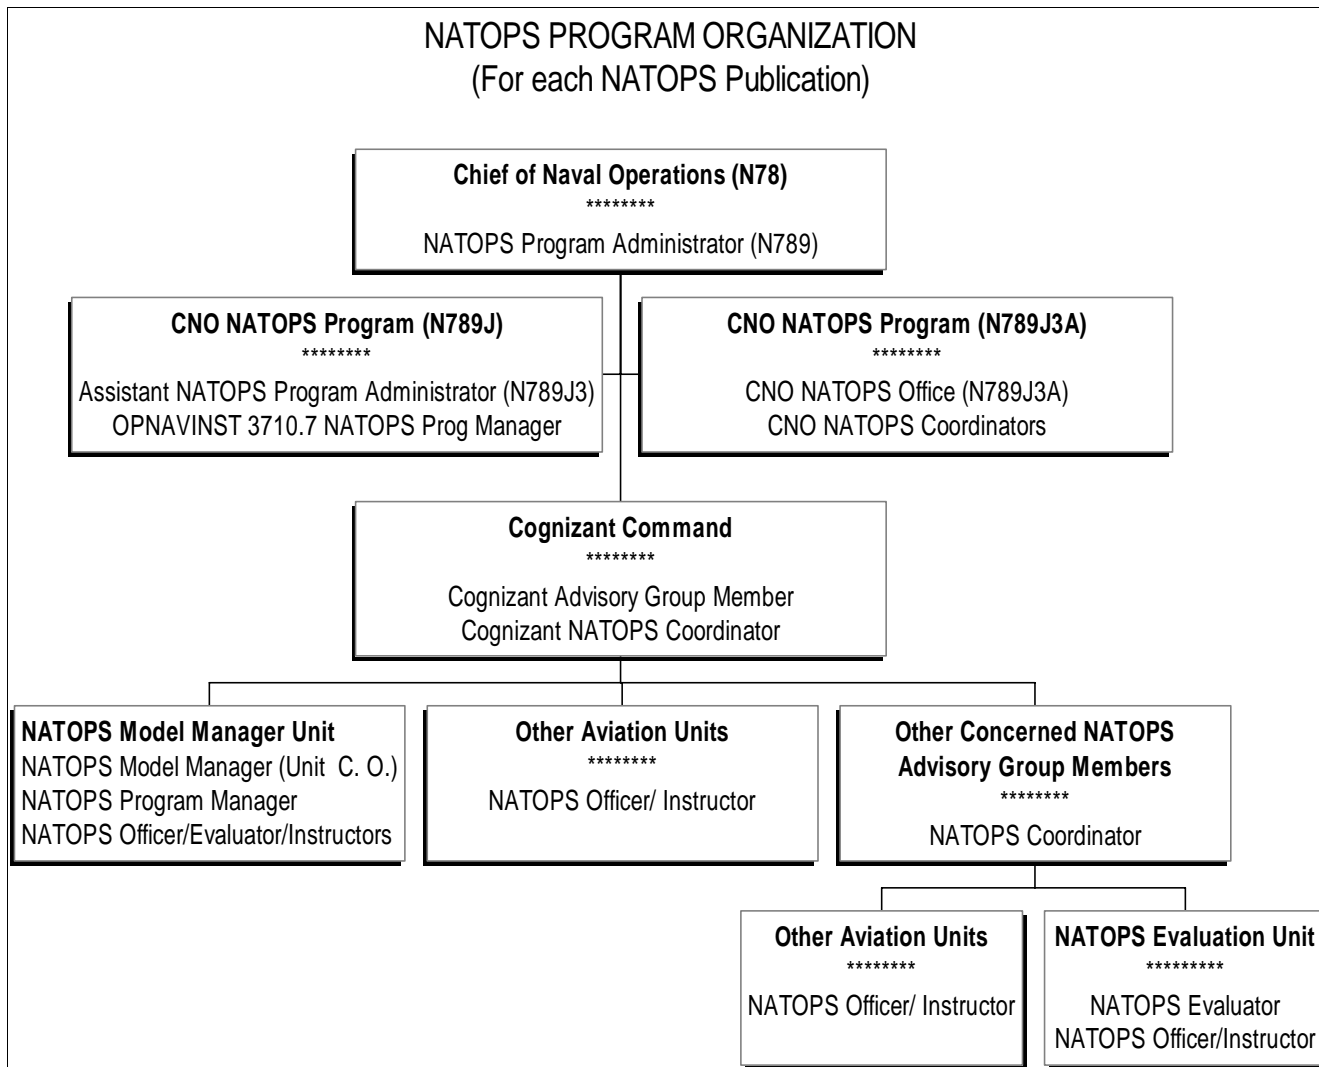 NATOPS PROGRAM ORGANIZATION
(For each NATOPS Publication)
Chief of Naval Operations (N78)
********
NATOPS Program Administrator (N789)
CNO NATOPS Program (N789J)
********
Assistant NATOPS Program Administrator (N789J3)
OPNAVINST 3710.7 NATOPS Prog Manager
CNO NATOPS Program (N789J3A)
********
CNO NATOPS Office (N789J3A)
CNO NATOPS Coordinators
Cognizant Command
********
Cognizant Advisory Group Member
Cognizant NATOPS Coordinator
NATOPS Model Manager Unit
NATOPS Model Manager (Unit C. O.)
NATOPS Program Manager
NATOPS Officer/Evaluator/Instructors
Other Aviation Units
********
NATOPS Officer/ Instructor
Other Concerned NATOPS
Advisory Group Members
********
NATOPS Coordinator
Other Aviation Units
********
NATOPS Officer/ Instructor
NATOPS Evaluation Unit
*********
NATOPS Evaluator
NATOPS Officer/Instructor